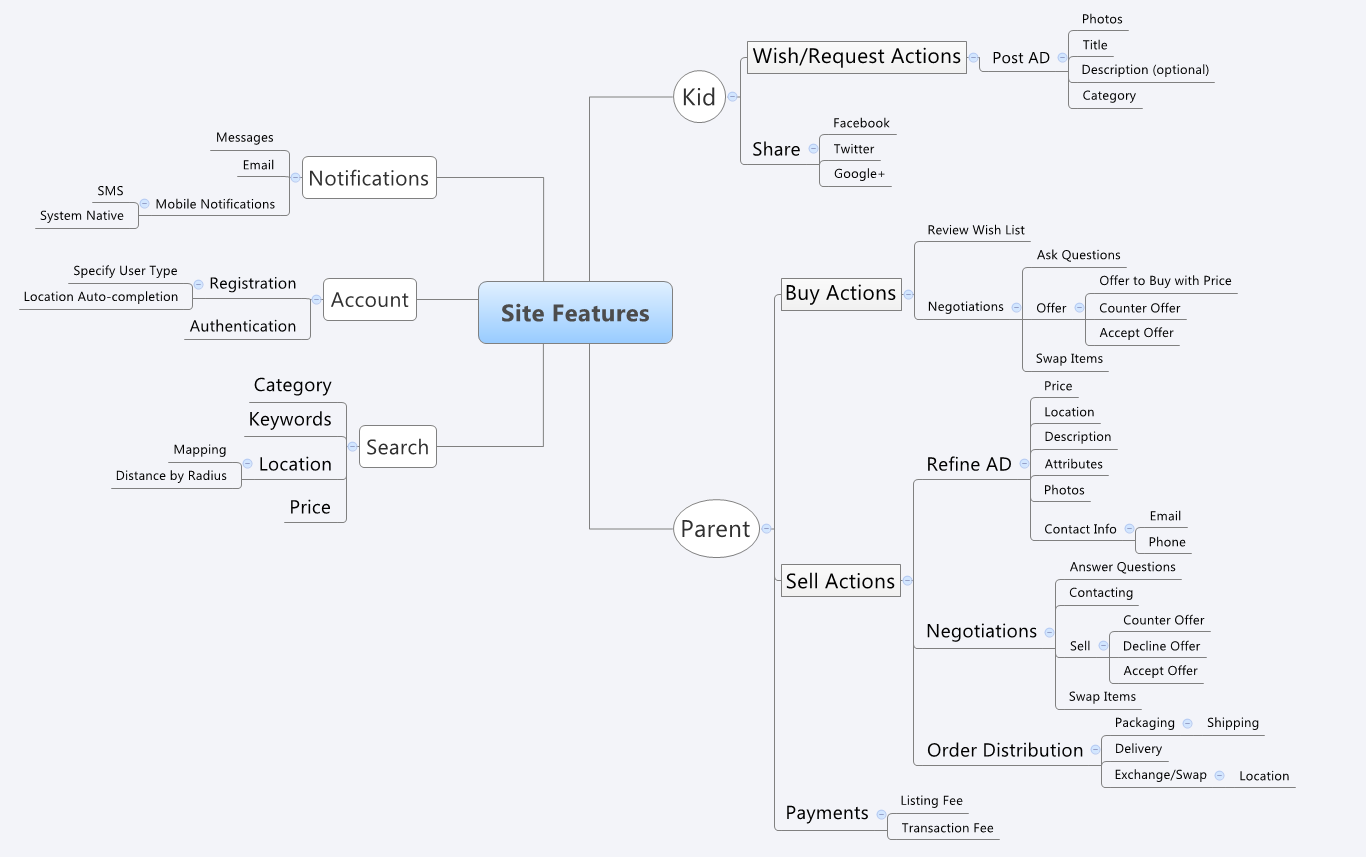 Site Features
Kid
Wish/Request Actions
Post AD
Photos
Title
Description (optional)
Category
Share
Facebook
Twitter
Google+
Parent
Buy Actions
Review Wish List
Negotiations
Ask Questions
Offer
Offer to Buy with Price
Counter Offer
Accept Offer
Swap Items
Sell Actions
Refine AD
Price
Location
Description
Attributes
Photos
Contact Info
Email
Phone
Negotiations
Answer Questions
Contacting
Sell
Counter Offer
Decline Offer
Accept Offer
Swap Items
Order Distribution
Packaging
Shipping
Delivery
Exchange/Swap
Location
Payments
Listing Fee
Transaction Fee
Notifications
Messages
Email
Mobile Notifications
SMS
System Native
Account
Registration
Specify User Type
Location Auto-completion
Authentication
Search
Category
Keywords
Location
Mapping
Distance by Radius
Price